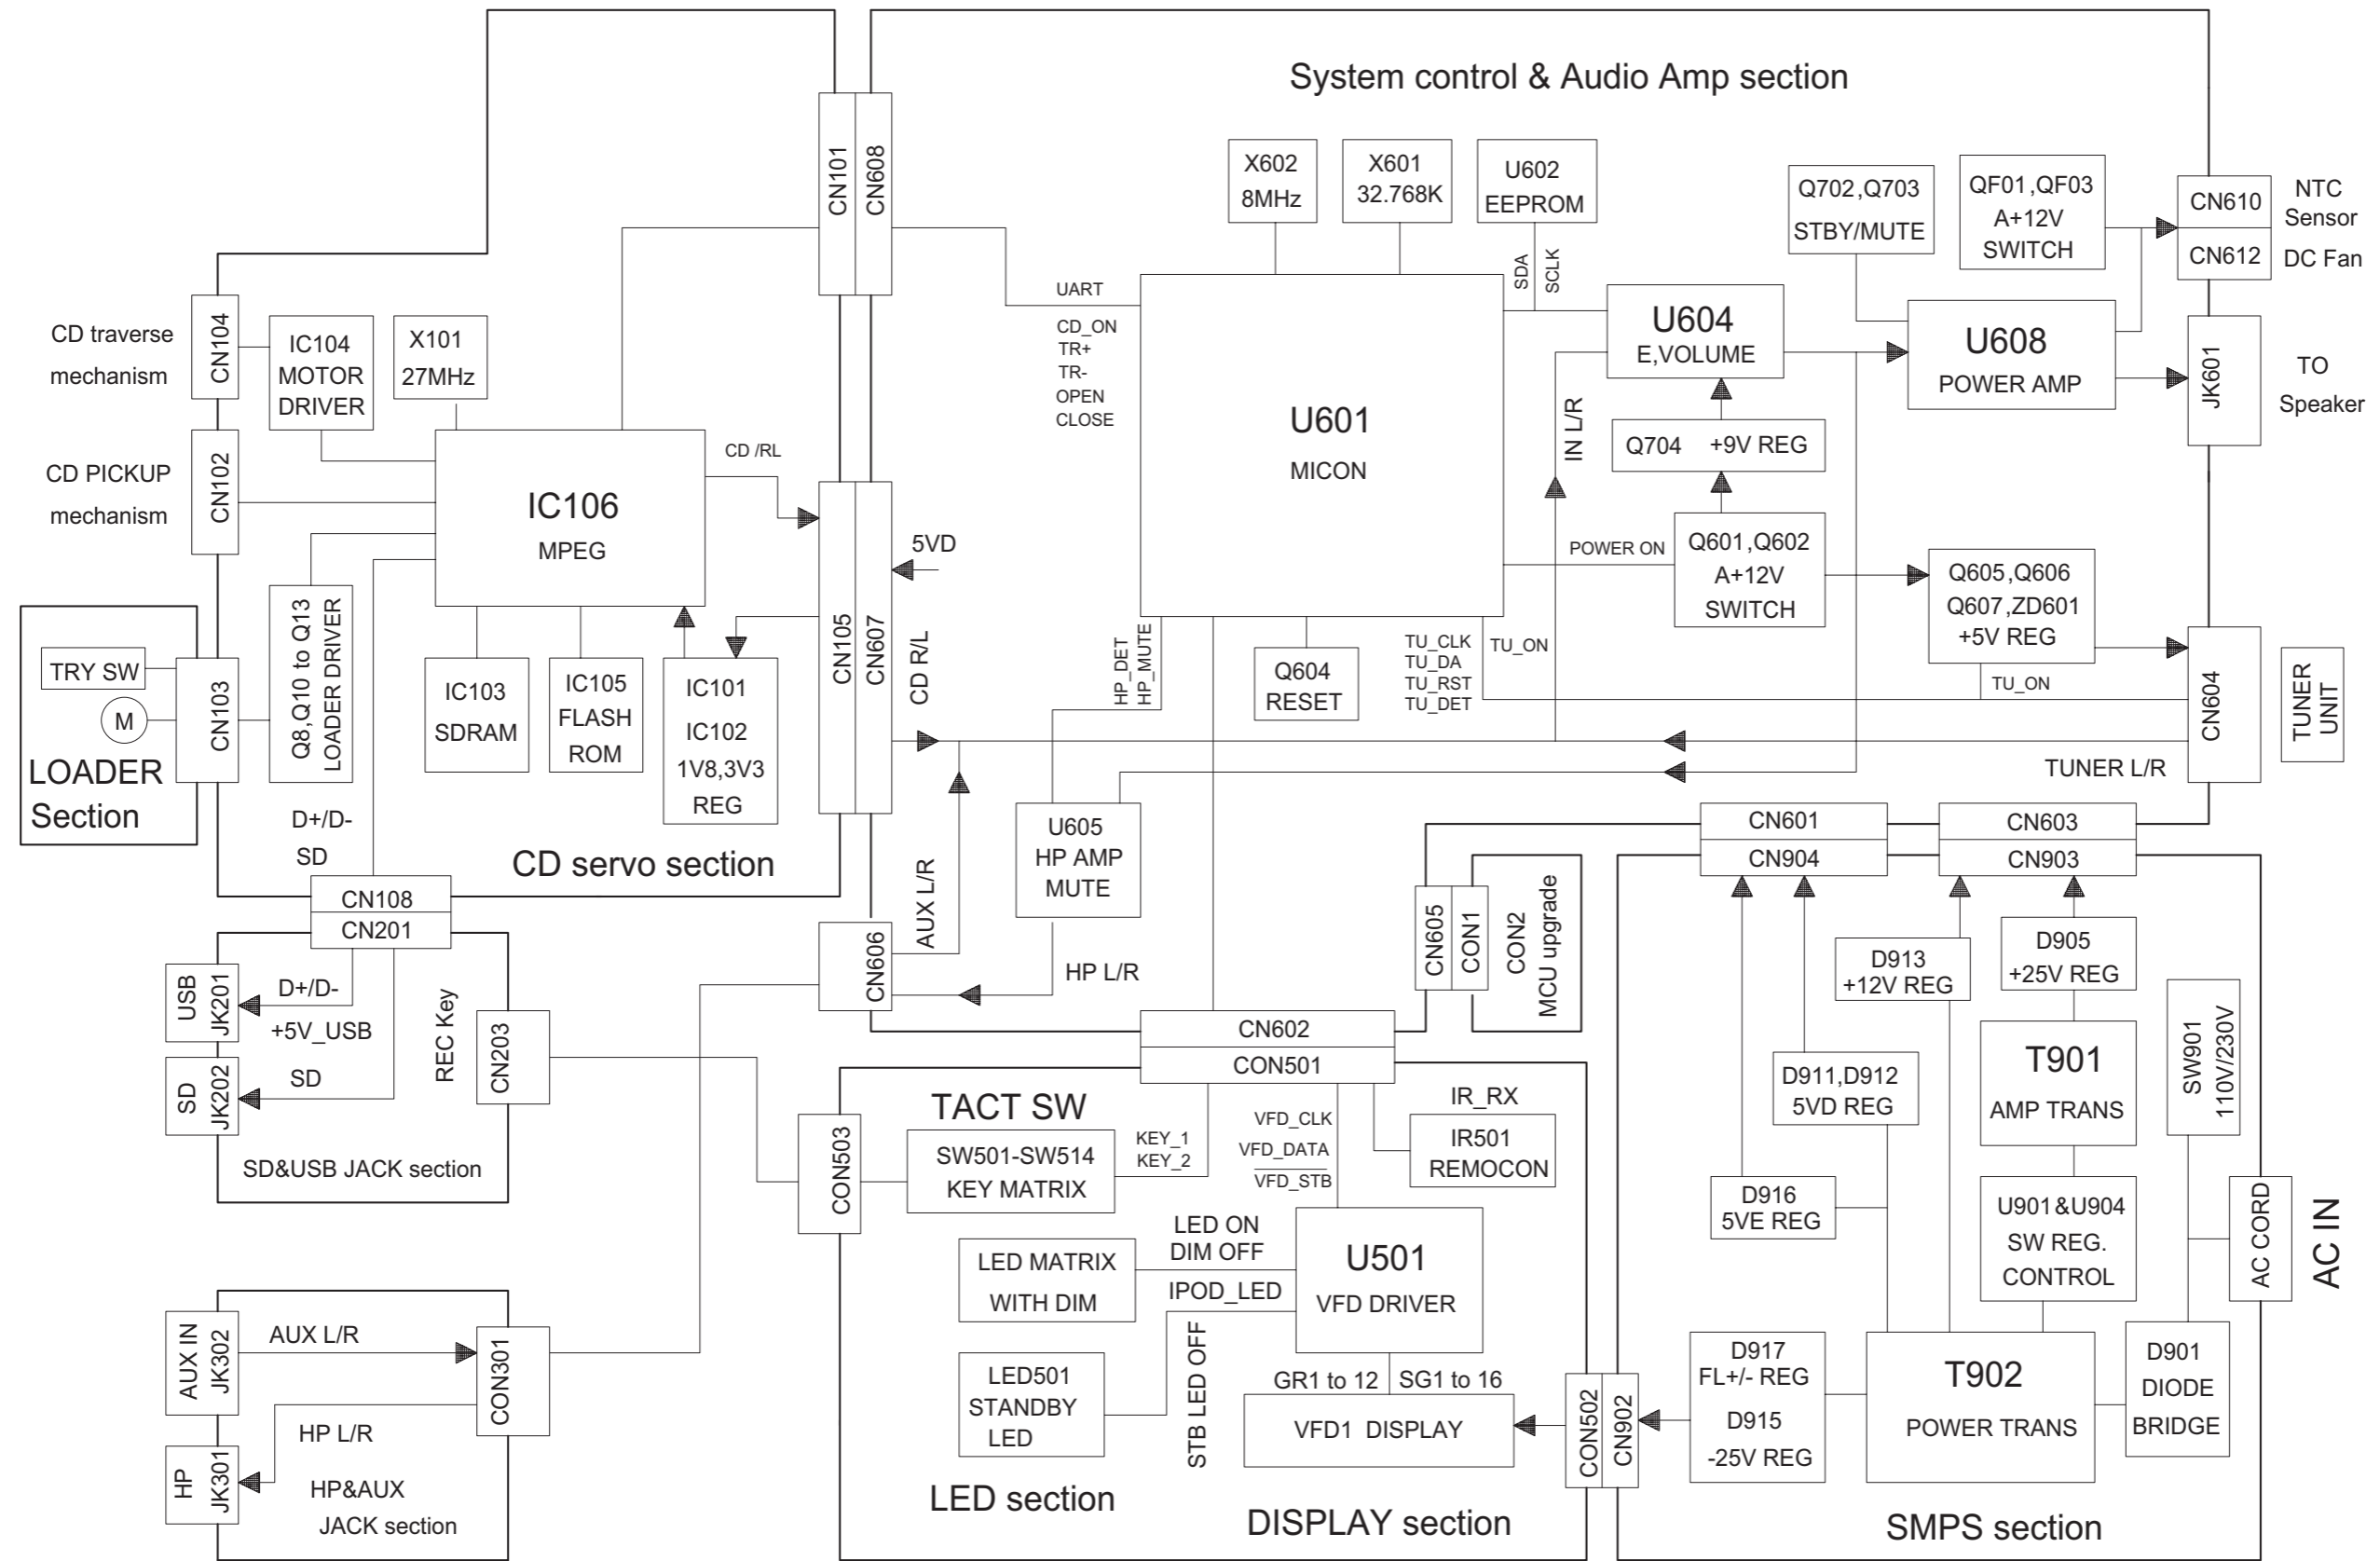 System control & Audio Amp section
CN101
CN608
X602
8MHz
X601
32.768K
U602
EEPROM
Q702,Q703
STBY/MUTE
QF01,QF03
A+12V
SWITCH
CN610
CN612
NTC
Sensor
DC Fan
SDA
SCLK
UART
CD_ON
TR+
TR-
OPEN
CLOSE
U601
MICON
U604
E,VOLUME
U608
POWER AMP
JK601
TO
Speaker
IN L/R
Q704 +9V REG
POWER ON
Q601,Q602
A+12V
SWITCH
Q605,Q606
Q607,ZD601
+5V REG
CD traverse
mechanism
CN104
IC104
MOTOR
DRIVER
X101
27MHz
CD PICKUP
mechanism
CN102
IC106
MPEG
CD /RL
5VD
CN105
CN607
CD R/L
TRY SW
M
LOADER
Section
CN103
Q8,Q10 to Q13
LOADER DRIVER
IC103
SDRAM
IC105
FLASH
ROM
IC101
IC102
1V8,3V3
REG
D+/D-
SD
CD servo section
HP_DET
HP_MUTE
Q604
RESET
TU_CLK
TU_DA
TU_RST
TU_DET
TU_ON
TU_ON
CN604
TUNER
UNIT
TUNER L/R
U605
HP AMP
MUTE
AUX L/R
CN606
HP L/R
CN605
CON1
CON2
MCU upgrade
CN601
CN904
CN603
CN903
CN108
CN201
USB
JK201
D+/D-
+5V_USB
SD
JK202
SD
REC Key
CN203
SD&USB JACK section
CN602
CON501
TACT SW
CON503
SW501-SW514
KEY MATRIX
KEY_1
KEY_2
VFD_CLK
VFD_DATA
VFD_STB
IR_RX
IR501
REMOCON
LED MATRIX
WITH DIM
LED ON
DIM OFF
IPOD_LED
U501
VFD DRIVER
LED501
STANDBY
LED
STB LED OFF
GR1 to 12
SG1 to 16
VFD1 DISPLAY
LED section
DISPLAY section
CON502
CN902
D913
+12V REG
D905
+25V REG
SW901
110V/230V
D911,D912
5VD REG
T901
AMP TRANS
D916
5VE REG
U901&U904
SW REG.
CONTROL
AC CORD
AC IN
D917
FL+/- REG
D915
-25V REG
T902
POWER TRANS
D901
DIODE
BRIDGE
SMPS section
AUX IN
JK302
AUX L/R
CON301
HP
JK301
HP L/R
HP&AUX
JACK section